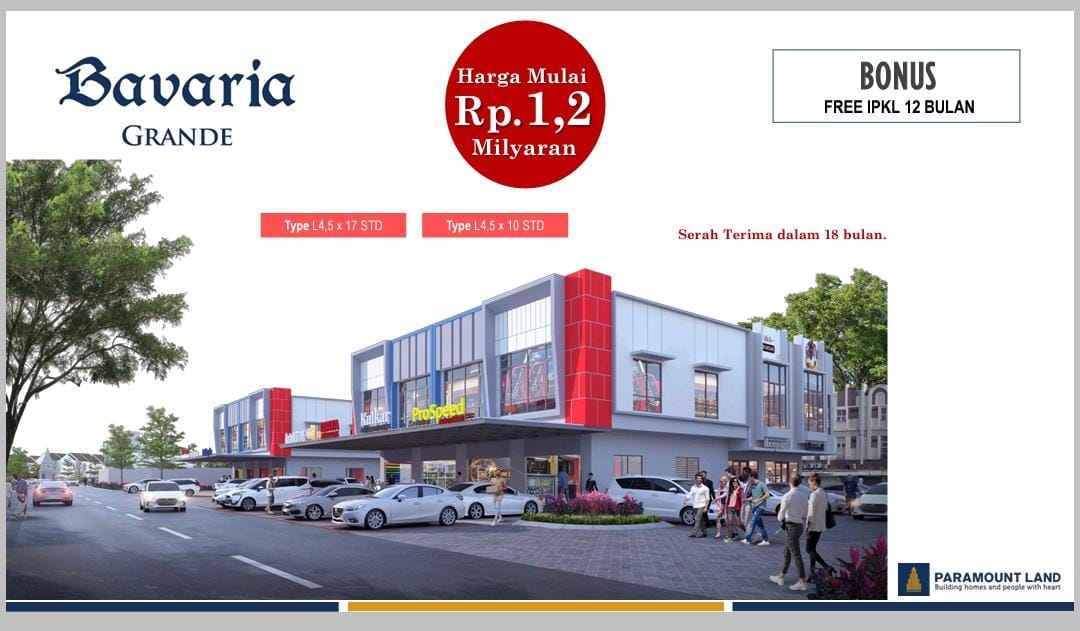 Bavaria
GRANDE
Harga Mulai
Rp.1,2
Milyaran
BONUS
FREE IPKL 12 BULAN
Type L4,5 x 17 STD
Type L4,5 x 10 STD
Serah Terima dalam 18 bulan.
Kulkar
ProSpeed
PARAMOUNT LAND
Building homes and people with heart